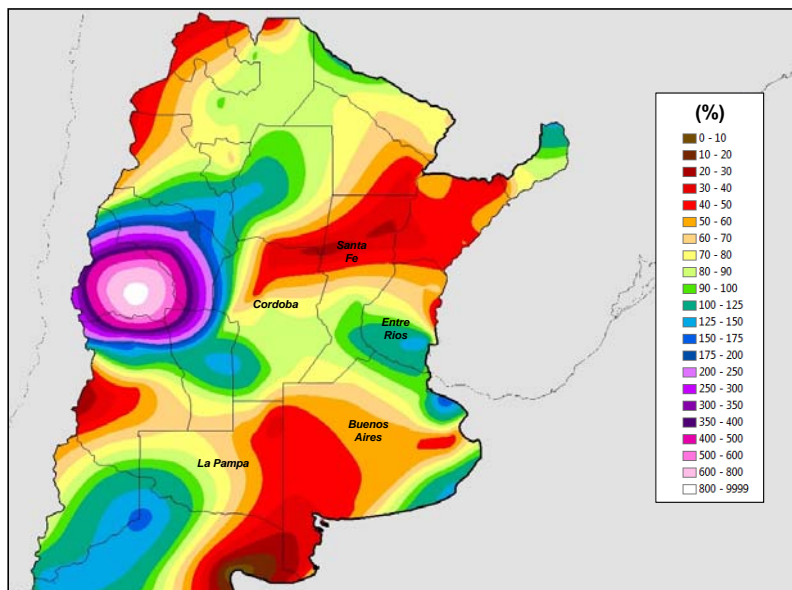 (%)
0 - 10
10 - 20
20 - 30
30 - 40
40 - 50
50 - 60
60 - 70
70 - 80
80 - 90
90 - 100
100 - 125
125 - 150
150 - 175
175 - 200
200 - 250
250 - 300
300 - 350
350 - 400
400 - 500
500 - 600
600 - 800
800 - 9999
Santa
Fe
Cordoba
Entre
Rios
Buenos
Aires
La Pampa